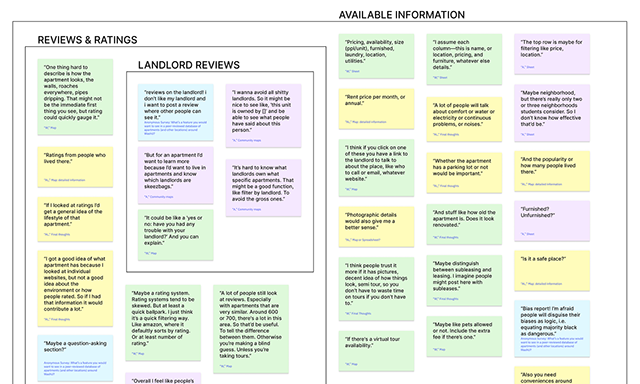 AVAILABLE INFORMATION
REVIEWS & RATINGS
"One thing hard
to describe is how the
apartment looks, the
walls, roaches
everywhere, pipes
dripping. That might not
be the immediate first
thing you see, but rating
could quickly gauge it."
"Ratings from people who
lived there."
"If I looked at ratings I'd
get a general idea of the
lifestyle of that
apartment."
"I got a good idea of what
apartment has because I
looked at individual
websites, but not a good
idea about the
environment or how
people rated. So if I had
that information it would
contribute a lot."
"Maybe a question-asking
section?"
LANDLORD REVIEWS
"reviews on the landlord! i
don't like my landlord and
i want to post a review
where other people can
see it."
"But for an apartment I'd
want to learn more
because I'd want to live in
apartments and know
which landlords are
skeezbags."
"It could be like a 'yes or
no: have you had any
trouble with your
landlord?' And you can
explain."
"I wanna avoid all shitty
landlords. So it might be
nice to see like, 'this unit
is owned by [] and be
able to see what people
have said about this
person."
"It's hard to know what
landlords own what
specific apartments. That
might be a good function,
like filter by landlord. To
avoid the gross ones."
"Maybe a rating system.
Rating systems tend to be
skewed. But at least a
quick ballpark. I just think
it's a quick filtering way.
Like amazon, where it
defaultly sorts by rating.
Or at least number of
rating."
"A lot of people still look
at reviews. Especially
with apartments that are
very similar. Around 600
or 700, there's a lot in this
area. So that'd be useful.
To tell the difference
between them. Otherwise
you're making a blind
guess. Unless you're
taking tours."
"Overall I feel like people's
"Pricing, availability, size
(ppl/unit), furnished,
laundry, location,
utilities."
"Rent price per month, or
annual."
"I think if you click on one
of these you have a link to
the landlord to talk to
about the place, like who
to call or email, whatever
website."
"Photographic details
would also give me a
better sense."
"I think people trust it
more if it has pictures,
decent idea of how things
look, semi tour, so you
don't have to waste time
on tours if you don't have
to."
"If there's a virtual tour
availability."
"I assume each
column—this is name, or
location, pricing, and
furniture, whatever else
details."
"A lot of people will talk
about comfort or water or
electricity or continuous
problems, or noises."
"Whether the apartment
has a parking lot or not
would be important."
"And stuff like how old the
apartment is. Does it look
renovated."
"Maybe distinguish
between subleasing and
leasing. I imagine people
might post here with
subleases."
"Maybe like pets allowed
or not. Include the
extra fee if there's one."
"The top row is maybe for
filtering like price,
location."
"Maybe neighborhood,
but there's really only two
or three neighborhoods
students consider. So I
don't know how effective
that'd be."
"And the popularity or
how many people lived
there."
"Furnished?
Unfurnished?"
"Is it a safe place?"
"Bias report! I'm afraid
people will disguise their
biases as logic, i.e.
equating majority black
as dangerous."
"Also you need
conveniences around